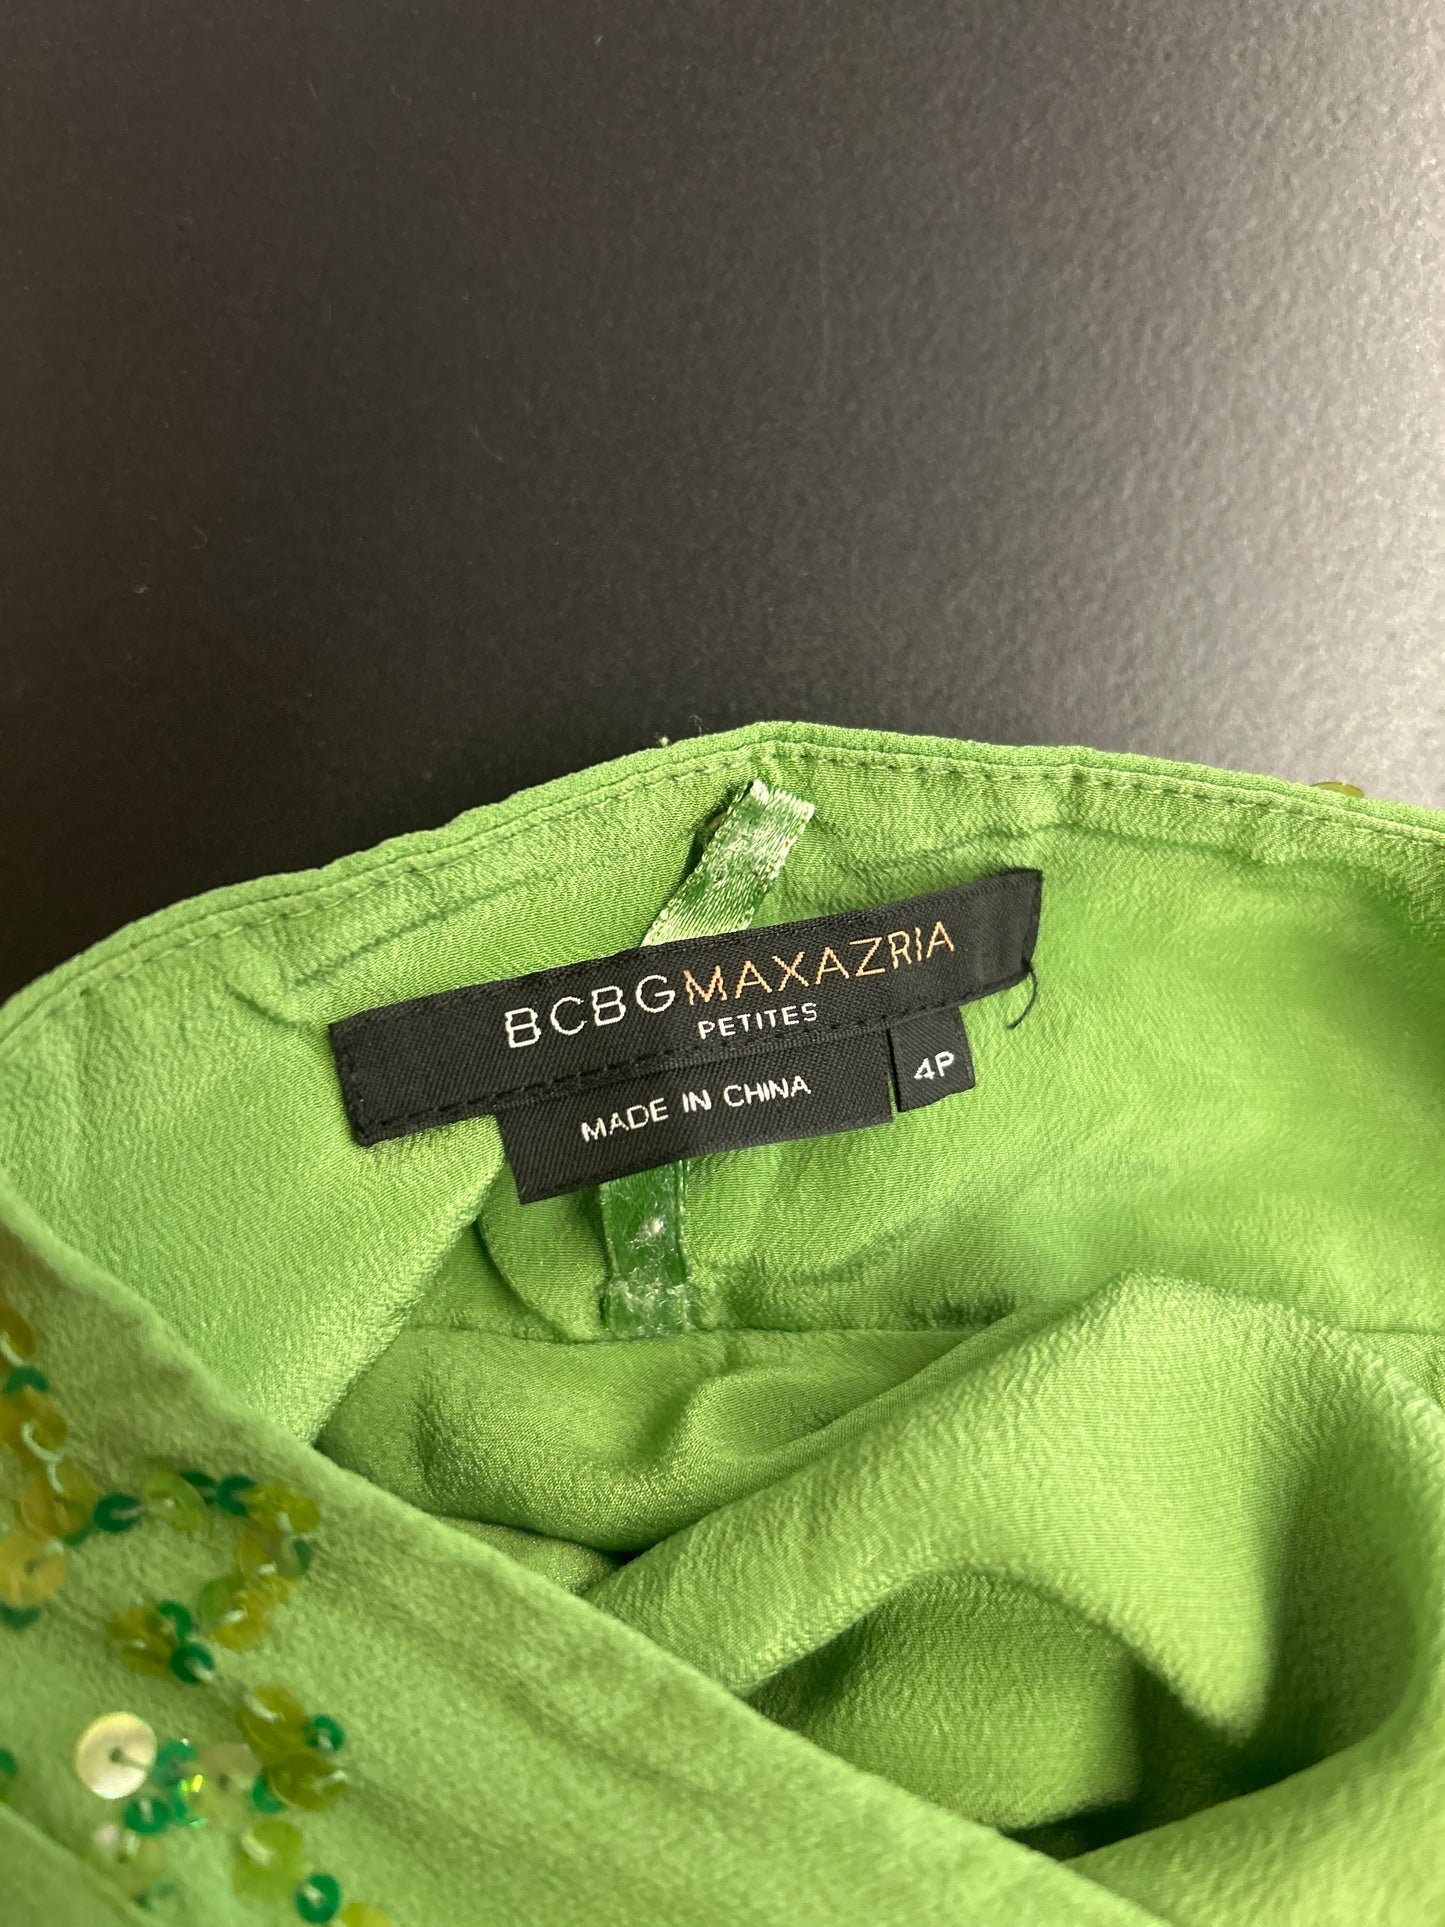 BCBGMAXAZRIA
PETITES
MADE IN CHINA
4P